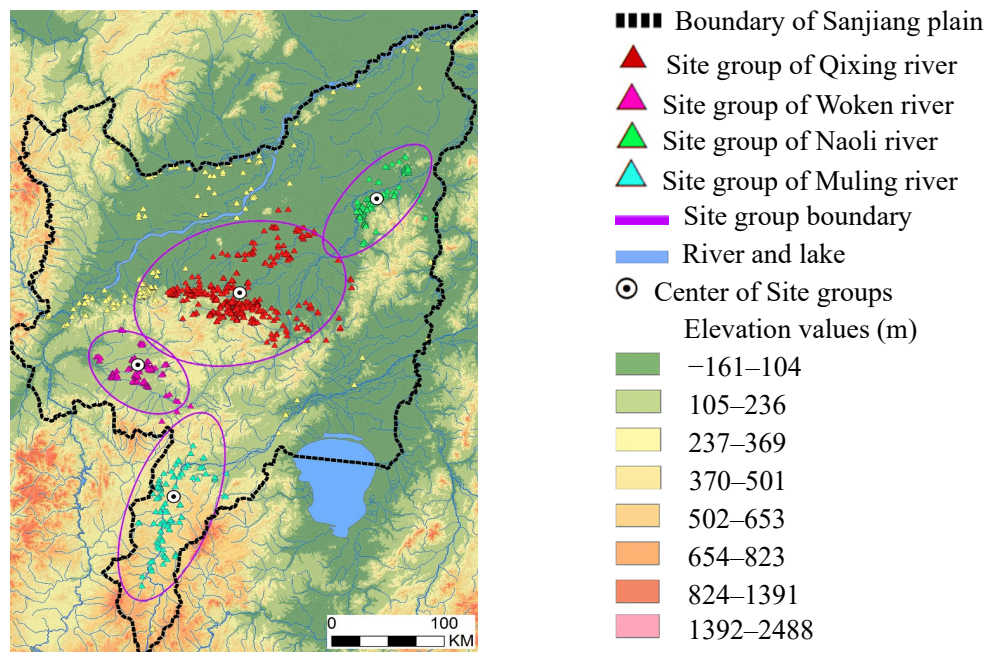 Boundary of Sanjiang plain
Site group of Qixing river
Site group of Woken river
Site group of Naoli river
Site group of Muling river
Site group boundary
River and lake
Center of Site groups
Elevation values (m)
−161–104
105–236
237–369
370–501
502–653
654–823
824–1391
1392–2488
0 100
KM